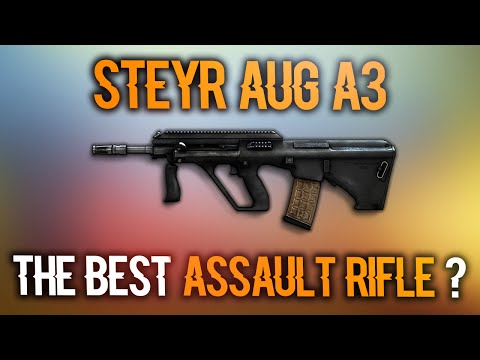 STEYR AUG A3
THE BEST ASSAULT RIFLE ?